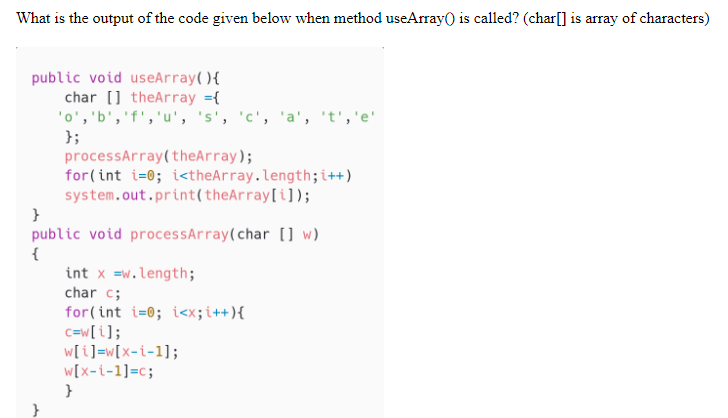 What is the output of the code given below when method useArray() is called? (char[] is array of characters)
public void useArray(){
char [] theArray ={
'o','b','f','u', 's', 'c', 'a', 't','e'
};
processArray(theArray);
for(int i=0; i<theArray.length;i++)
system.out.print(theArray[i]);
}
public void processArray(char [] w)
{
int x =w.length;
char c;
for(int i=0; i<x;i++){
c=w[i];
w[i]=w[x-i-1];
w[x-i-1]=c;
}
}